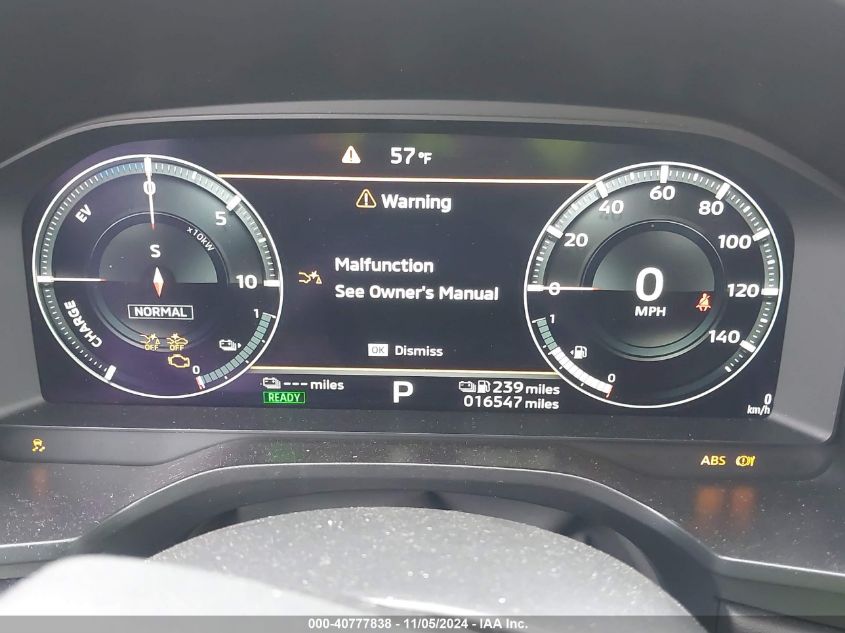 57°F
Warning
Malfunction
See Owner's Manual
OK Dismiss
EV 0 5 10
x10kW
S
NORMAL
CHARGE
OFF OFF
1
0
--- miles
READY
P
239 miles
016547 miles
0 20 40 60 80 100 120 140
0
MPH
1
0
0
km/h
ABS
000-40777838 - 11/05/2024 - IAA Inc.